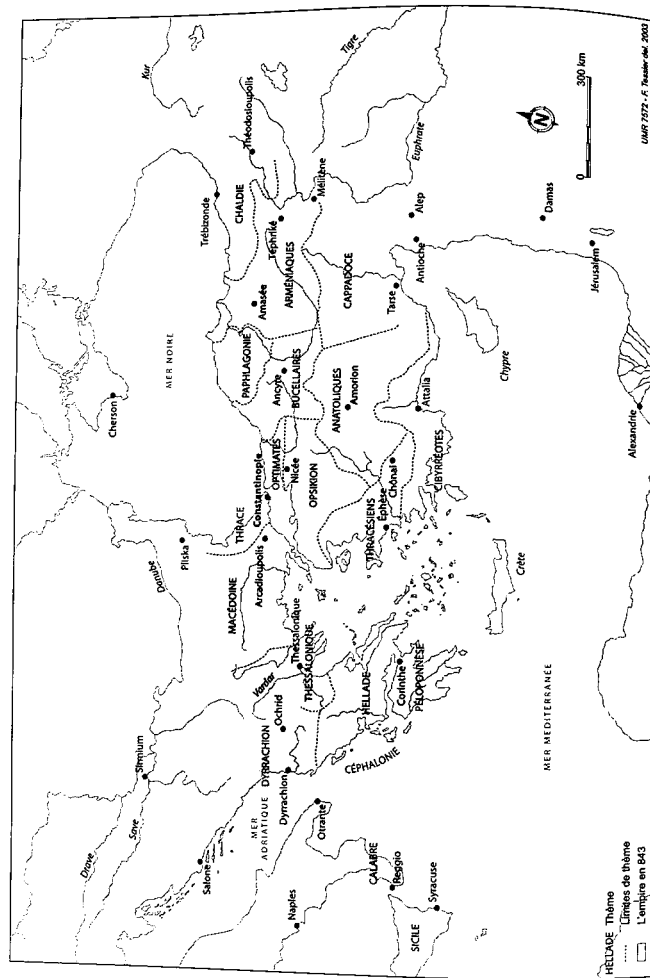 Kur
Tigre
Théodosioupolis
Trébizonde
CHALDIE
Téphriké
Mélitène
Euphrate
ARMÉNIAQUES
Amasée
Alep
Antioche
Damas
Jérusalem
CAPPADOCE
Tarse
MER NOIRE
Cherson
PAPHLAGONIE
Ancyre
BUCELLAIRES
ANATOLIQUES
Amorion
Attalia
Chypre
Alexandrie
Constantinople
OPTIMATES
Nicée
OPSIKION
THRACÉSIENS
Éphèse
Chônai
CIBYRRÉOTES
THRACE
Pliska
Danube
Arcadioupolis
MACÉDOINE
Thessalonique
THESSALONIQUE
Vardar
HELLADE
Corinthe
PÉLOPONNÈSE
Crète
Ochrid
DYRRACHION
Dyrrachion
CÉPHALONIE
MER MEDITERRANÉE
Sirmium
Save
Drave
Salone
MER
ADRIATIQUE
Otrante
Naples
CALABRE
Reggio
SICILE
Syracuse
N
0 300 km
UMR 7572 - F. Tessier del. 2003
HELLADE Thème
Limites de thème
L'empire en 843